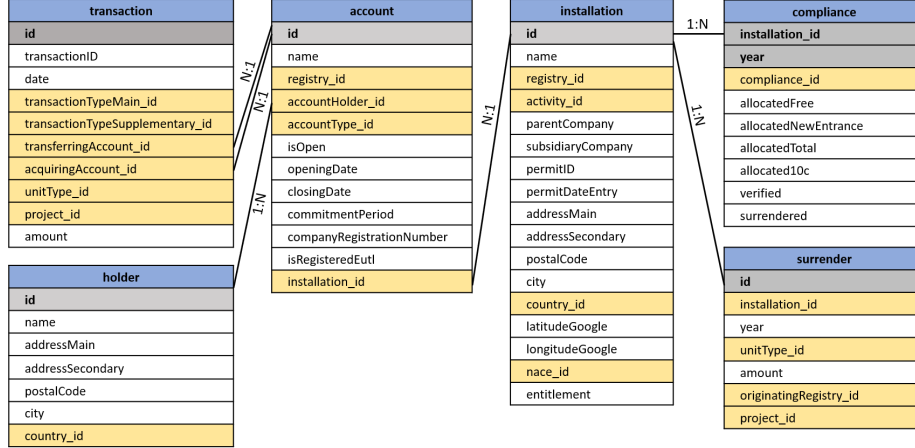 transaction
id
transactionID
date
transactionTypeMain_id
transactionTypeSupplementary_id
transferringAccount_id
acquiringAccount_id
unitType_id
project_id
amount
holder
id
name
addressMain
addressSecondary
postalCode
city
country_id
N:1
N:1
1:N
account
id
name
registry_id
accountHolder_id
accountType_id
isOpen
openingDate
closingDate
commitmentPeriod
companyRegistrationNumber
isRegisteredEutl
installation_id
N:1
installation
id
name
registry_id
activity_id
parentCompany
subsidiaryCompany
permitID
permitDateEntry
addressMain
addressSecondary
postalCode
city
country_id
latitudeGoogle
longitudeGoogle
nace_id
entitlement
1:N
1:N
compliance
installation_id
year
compliance_id
allocatedFree
allocatedNewEntrance
allocatedTotal
allocated10c
verified
surrendered
surrender
id
installation_id
year
unitType_id
amount
originatingRegistry_id
project_id